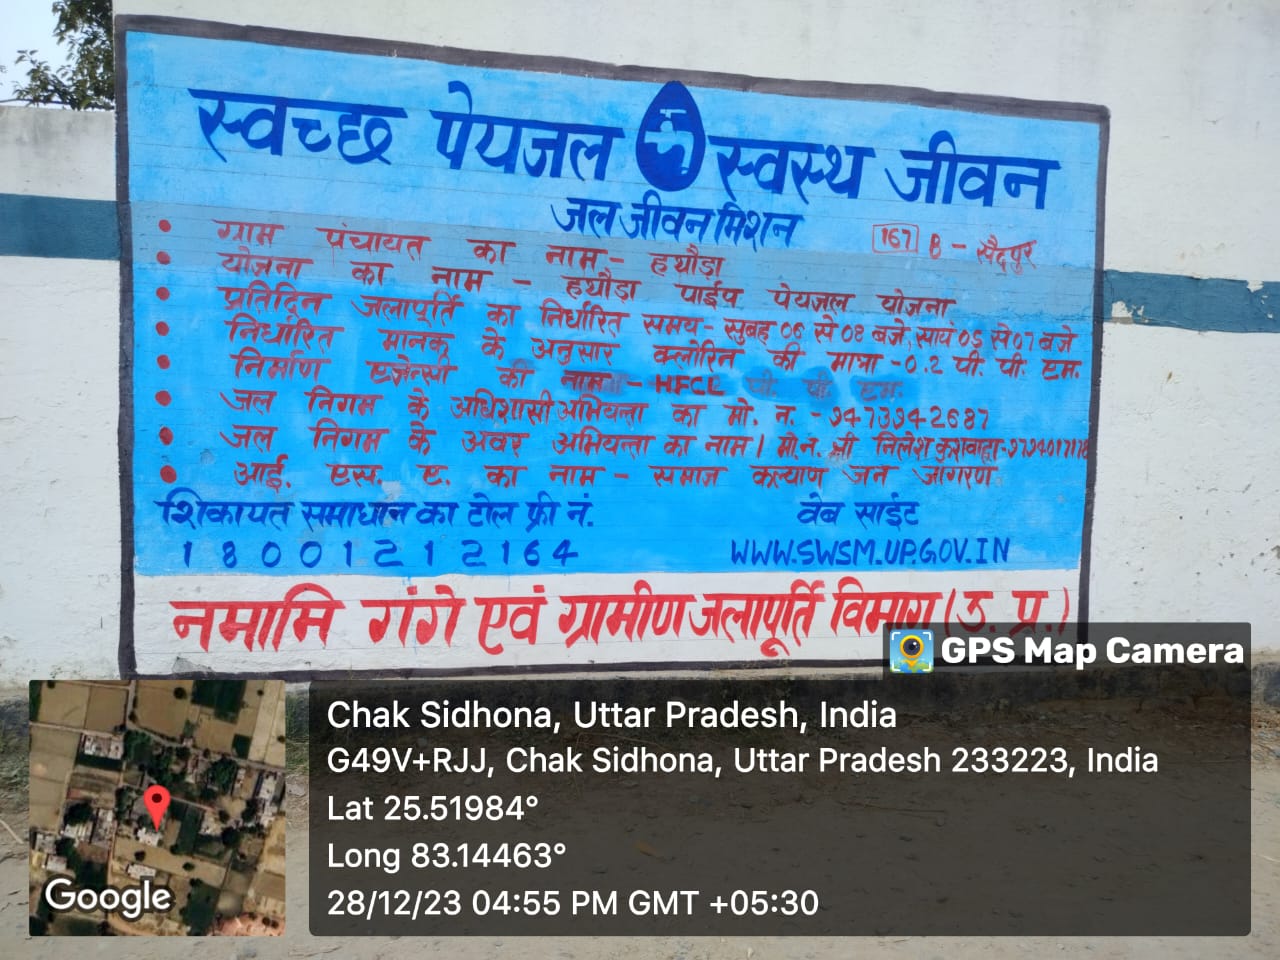 स्वच्छ पेयजल स्वस्थ जीवन
जल जीवन मिशन
167 B - सैदपुर
• ग्राम पंचायत का नाम - हथौड़ा
• योजना का नाम - हथौड़ा पाईप पेयजल योजना
• प्रतिदिन जलापूर्ति का निर्धारित समय - सुबह 06 से 08 बजे, सायं 05 से 07 बजे
• निर्धारित मानक के अनुसार क्लोरिन की मात्रा - 0.2 पी. पी. एम.
• निर्माण एजेन्सी की नाम - HFCL
• जल निगम के अधिशासी अभियन्ता का मो. न. - 9473942687
• जल निगम के अवर अभियन्ता का नाम / मो.न. श्री निलेश कुशवाहा -
• आई. एस. ए. का नाम - समाज कल्याण जन जागरण
शिकायत समाधान का टोल फ्री नं. वेब साईट
18001212164 WWW.SWSM.UP.GOV.IN
नमामि गंगे एवं ग्रामीण जलापूर्ति विभाग (उ. प्र.)
GPS Map Camera
Chak Sidhona, Uttar Pradesh, India
G49V+RJJ, Chak Sidhona, Uttar Pradesh 233223, India
Lat 25.51984°
Long 83.14463°
28/12/23 04:55 PM GMT +05:30
Google